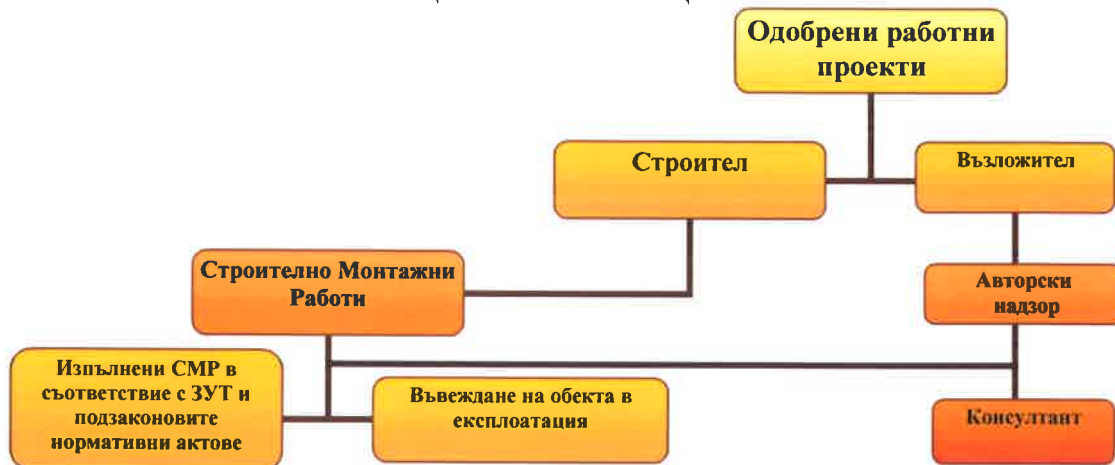 Одобрени работни
проекти
Строител
Възложител
Строително Монтажни
Работи
Авторски
надзор
Изпълнени СМР в
съответствие с ЗУТ и
подзаконовите
нормативни актове
Въвеждане на обекта в
експлоатация
Консултант